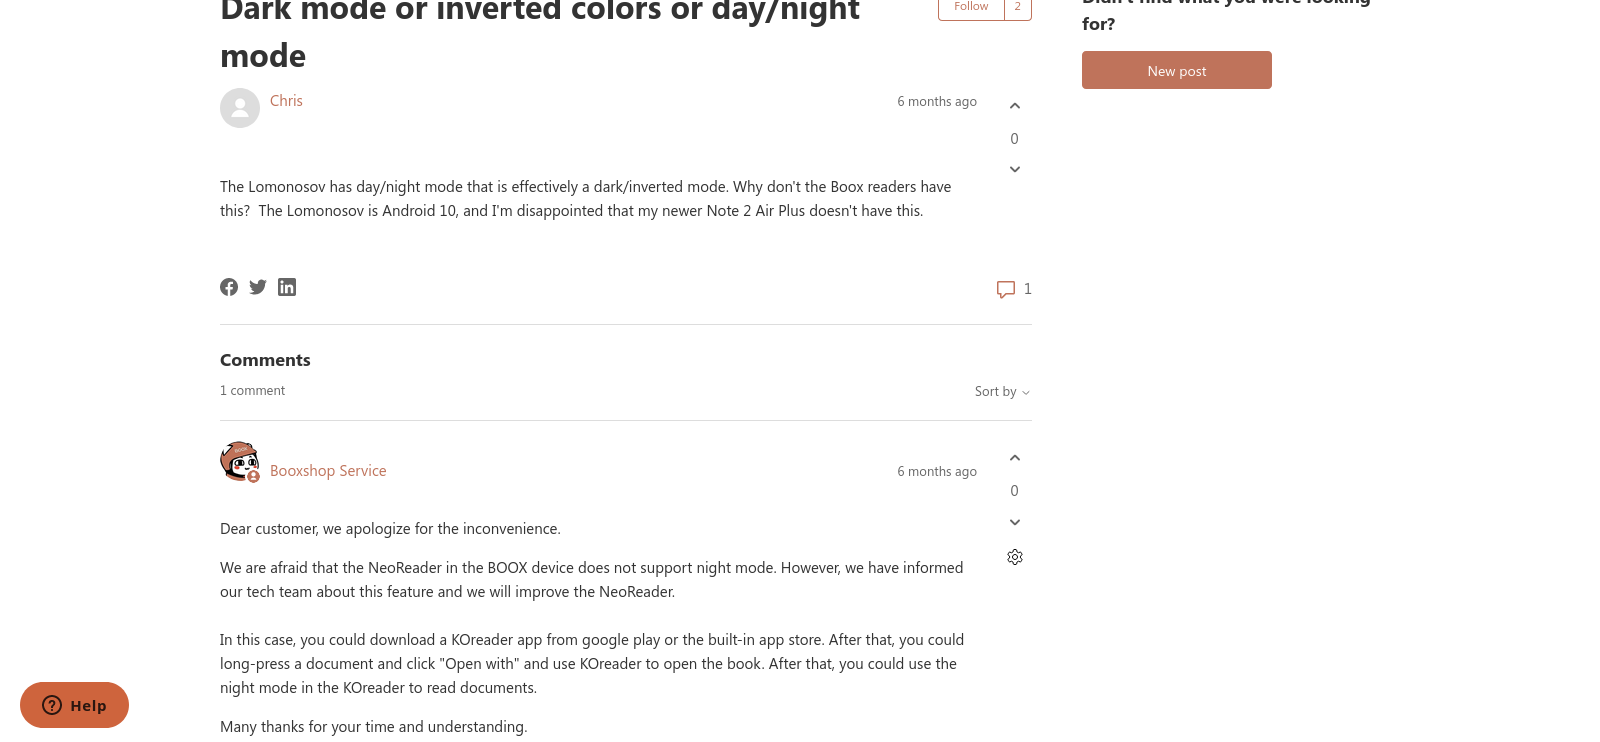 Dark mode or inverted colors or day/night
mode
Follow 2
Didn't find what you were looking
for?
New post
Chris
6 months ago
0
The Lomonosov has day/night mode that is effectively a dark/inverted mode. Why don't the Boox readers have
this?  The Lomonosov is Android 10, and I'm disappointed that my newer Note 2 Air Plus doesn't have this.
1
Comments
1 comment
Sort by
Booxshop Service
6 months ago
0
Dear customer, we apologize for the inconvenience.
We are afraid that the NeoReader in the BOOX device does not support night mode. However, we have informed
our tech team about this feature and we will improve the NeoReader.
In this case, you could download a KOreader app from google play or the built-in app store. After that, you could
long-press a document and click "Open with" and use KOreader to open the book. After that, you could use the
night mode in the KOreader to read documents.
Many thanks for your time and understanding.
Help